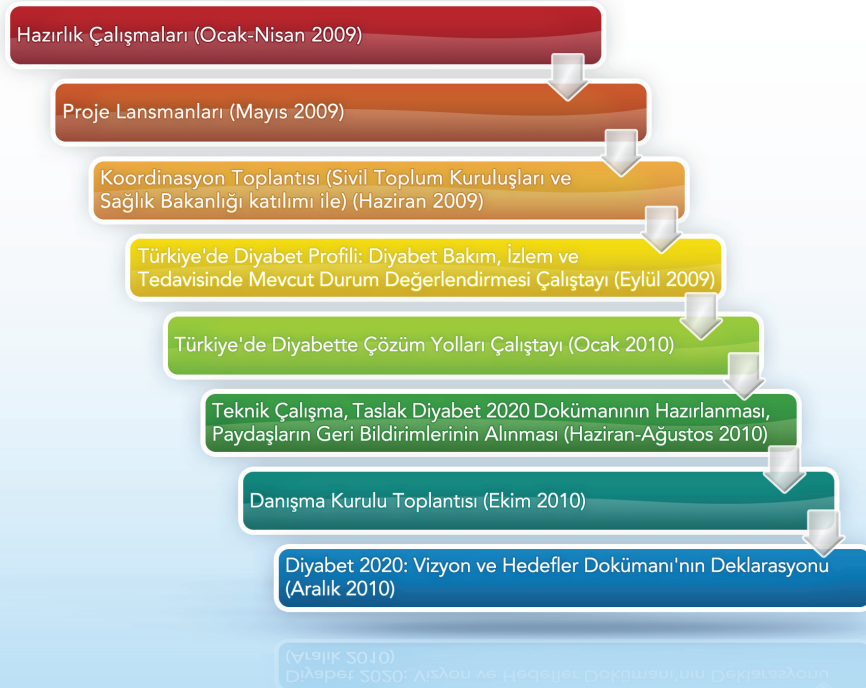 Hazırlık Çalışmaları (Ocak-Nisan 2009)
Proje Lansmanları (Mayıs 2009)
Koordinasyon Toplantısı (Sivil Toplum Kuruluşları ve
Sağlık Bakanlığı katılımı ile) (Haziran 2009)
Türkiye'de Diyabet Profili: Diyabet Bakım, İzlem ve
Tedavisinde Mevcut Durum Değerlendirmesi Çalıştayı (Eylül 2009)
Türkiye'de Diyabette Çözüm Yolları Çalıştayı (Ocak 2010)
Teknik Çalışma, Taslak Diyabet 2020 Dokümanının Hazırlanması,
Paydaşların Geri Bildirimlerinin Alınması (Haziran-Ağustos 2010)
Danışma Kurulu Toplantısı (Ekim 2010)
Diyabet 2020: Vizyon ve Hedefler Dokümanı'nın Deklarasyonu
(Aralık 2010)